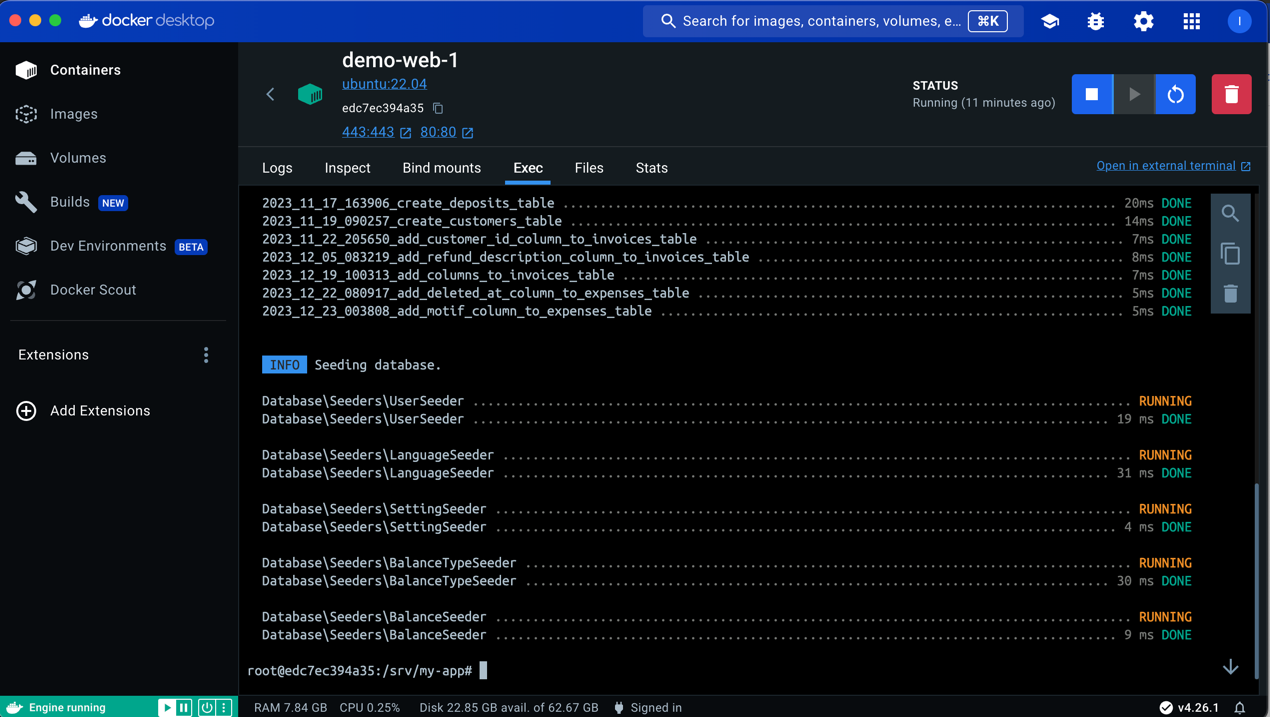 docker desktop
Search for images, containers, volumes, e... ⌘K
I
Containers
Images
Volumes
Builds NEW
Dev Environments BETA
Docker Scout
Extensions
Add Extensions
demo-web-1
ubuntu:22.04
edc7ec394a35
443:443 80:80
STATUS
Running (11 minutes ago)
Logs Inspect Bind mounts Exec Files Stats
Open in external terminal
2023_11_17_163906_create_deposits_table ........................................................................... 20ms DONE
2023_11_19_090257_create_customers_table .......................................................................... 14ms DONE
2023_11_22_205650_add_customer_id_column_to_invoices_table ......................................................... 7ms DONE
2023_12_05_083219_add_refund_description_column_to_invoices_table .................................................. 8ms DONE
2023_12_19_100313_add_columns_to_invoices_table .................................................................... 7ms DONE
2023_12_22_080917_add_deleted_at_column_to_expenses_table .......................................................... 5ms DONE
2023_12_23_003808_add_motif_column_to_expenses_table ............................................................... 5ms DONE
INFO Seeding database.
Database\Seeders\UserSeeder ........................................................................................ RUNNING
Database\Seeders\UserSeeder ..................................................................................... 19 ms DONE
Database\Seeders\LanguageSeeder .................................................................................... RUNNING
Database\Seeders\LanguageSeeder ................................................................................. 31 ms DONE
Database\Seeders\SettingSeeder ..................................................................................... RUNNING
Database\Seeders\SettingSeeder ................................................................................... 4 ms DONE
Database\Seeders\BalanceTypeSeeder ................................................................................. RUNNING
Database\Seeders\BalanceTypeSeeder .............................................................................. 30 ms DONE
Database\Seeders\BalanceSeeder ..................................................................................... RUNNING
Database\Seeders\BalanceSeeder ................................................................................... 9 ms DONE
root@edc7ec394a35:/srv/my-app#
Engine running
RAM 7.84 GB CPU 0.25% Disk 22.85 GB avail. of 62.67 GB Signed in
v4.26.1